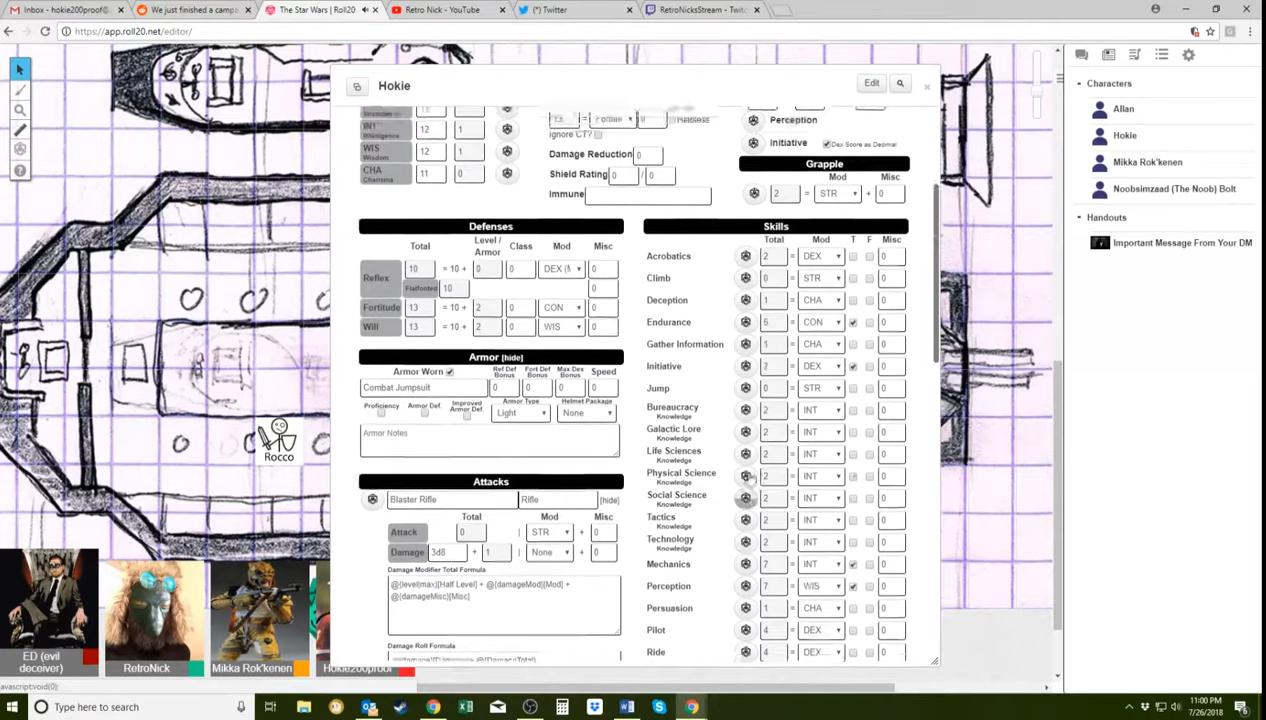 Inbox - hokie200proof@
We just finished a campa
The Star Wars | Roll20
Retro Nick - YouTube
(*) Twitter
RetroNicksStream - Twitc
https://app.roll20.net/editor/
Hokie
Edit
INT 12 1
WIS 12 1
Wisdom
CHA 11 0
Charisma
Ignore CT?
Damage Reduction 0
Shield Rating 0 / 0
Immune
Perception
Initiative Dex Score as Decimal
Grapple
Mod Misc
2 = STR + 0
Defenses
Total Level / Armor Class Mod Misc
Reflex 10 = 10 + 0 0 DEX (M 0
Flatfooted 10 0
Fortitude 13 = 10 + 2 0 CON 0
Will 13 = 10 + 2 0 WIS 0
Armor [hide]
Armor Worn Ref Def Bonus Fort Def Bonus Max Dex Bonus Speed
Combat Jumpsuit 0 0 0 0
Proficiency Armor Def. Improved Armor Def. Armor Type Helmet Package
Light None
Armor Notes
Attacks
Blaster Rifle Rifle [hide]
Total Mod Misc
Attack 0 | STR + 0
Damage 3d8 + 1 | None + 0
Damage Modifier Total Formula
@{level|max}[Half Level] + @{damageMod}[Mod] +
@{damageMisc}[Misc]
Damage Roll Formula
Skills
Total Mod T F Misc
Acrobatics 2 = DEX 0
Climb 0 = STR 0
Deception 1 = CHA 0
Endurance 6 = CON 0
Gather Information 1 = CHA 0
Initiative 2 = DEX 0
Jump 0 = STR 0
Bureaucracy 2 = INT 0
Knowledge
Galactic Lore 2 = INT 0
Knowledge
Life Sciences 2 = INT 0
Knowledge
Physical Science 2 = INT 0
Knowledge
Social Science 2 = INT 0
Knowledge
Tactics 2 = INT 0
Knowledge
Technology 2 = INT 0
Knowledge
Mechanics 7 = INT 0
Perception 7 = WIS 0
Persuasion 1 = CHA 0
Pilot 4 = DEX 0
Ride 4 = DEX... 0
Characters
Allan
Hokie
Mikka Rok'kenen
Noobsimzaad (The Noob) Bolt
Handouts
Important Message From Your DM
Rocco
ED (evil deceiver)
RetroNick
Mikka Rok'kenen
Hokie200proof
avascript:void(0);
Type here to search
11:00 PM
7/26/2018